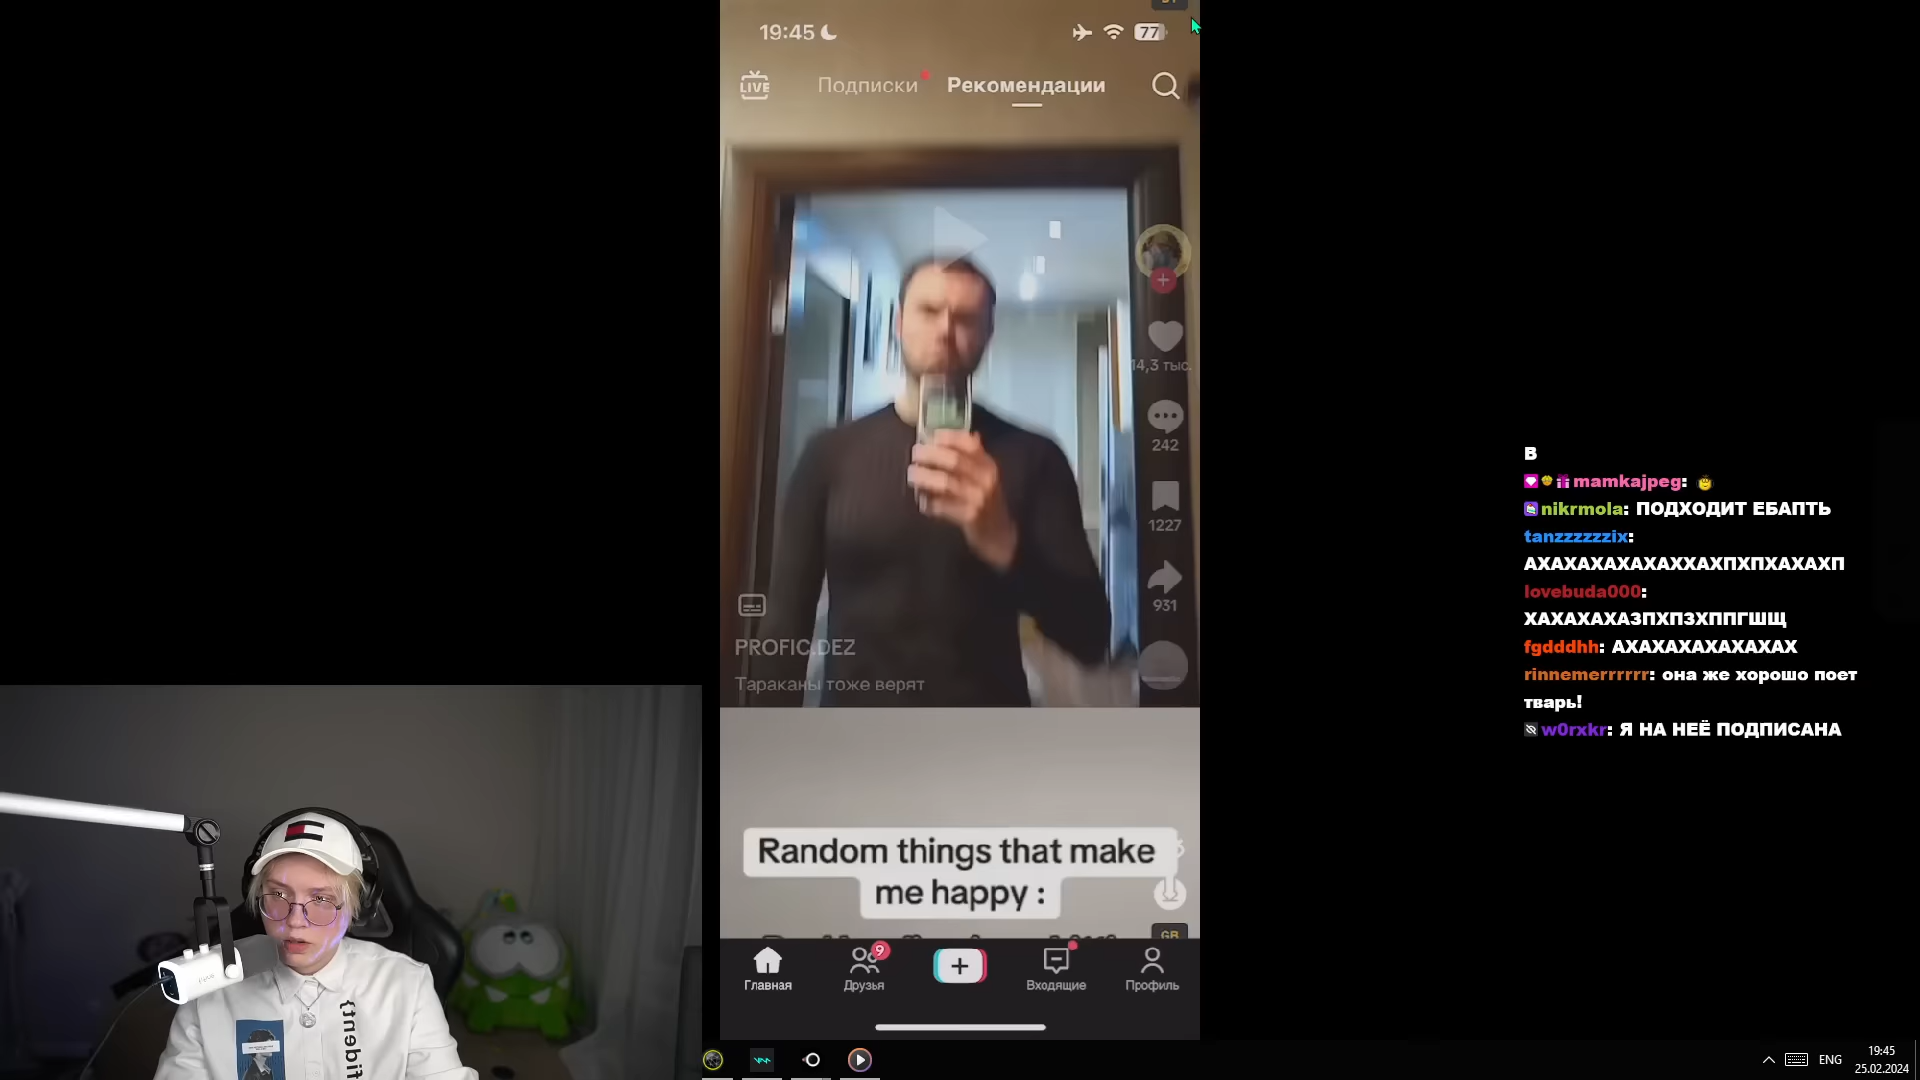 19:45
77
LIVE
Подписки
Рекомендации
14,3 тыс.
242
1227
931
PROFIC.DEZ
Тараканы тоже верят
Random things that make
me happy :
GB
Главная
9
Друзья
Входящие
Профиль
В
mamkajpeg:
nikrmola: ПОДХОДИТ ЕБАПТЬ
tanzzzzzzix:
АХАХАХАХАХАХХАХПХПХАХАХП
lovebuda000:
ХАХАХАХАЗПХПЗХППГШЩ
fgdddhh: АХАХАХАХАХАХАХ
rinnemerrrrrr: она же хорошо поет
тварь!
w0rxkr: Я НА НЕЁ ПОДПИСАНА
ENG
19:45
25.02.2024